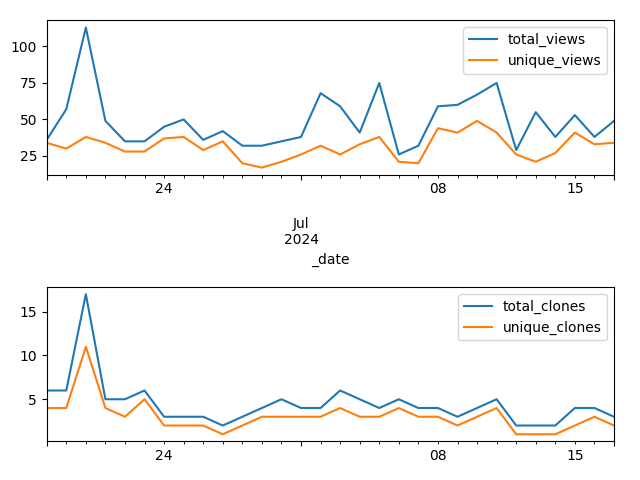 total_views
unique_views
100
75
50
25
24
08
15
Jul
2024
_date
total_clones
unique_clones
15
10
5
24
08
15